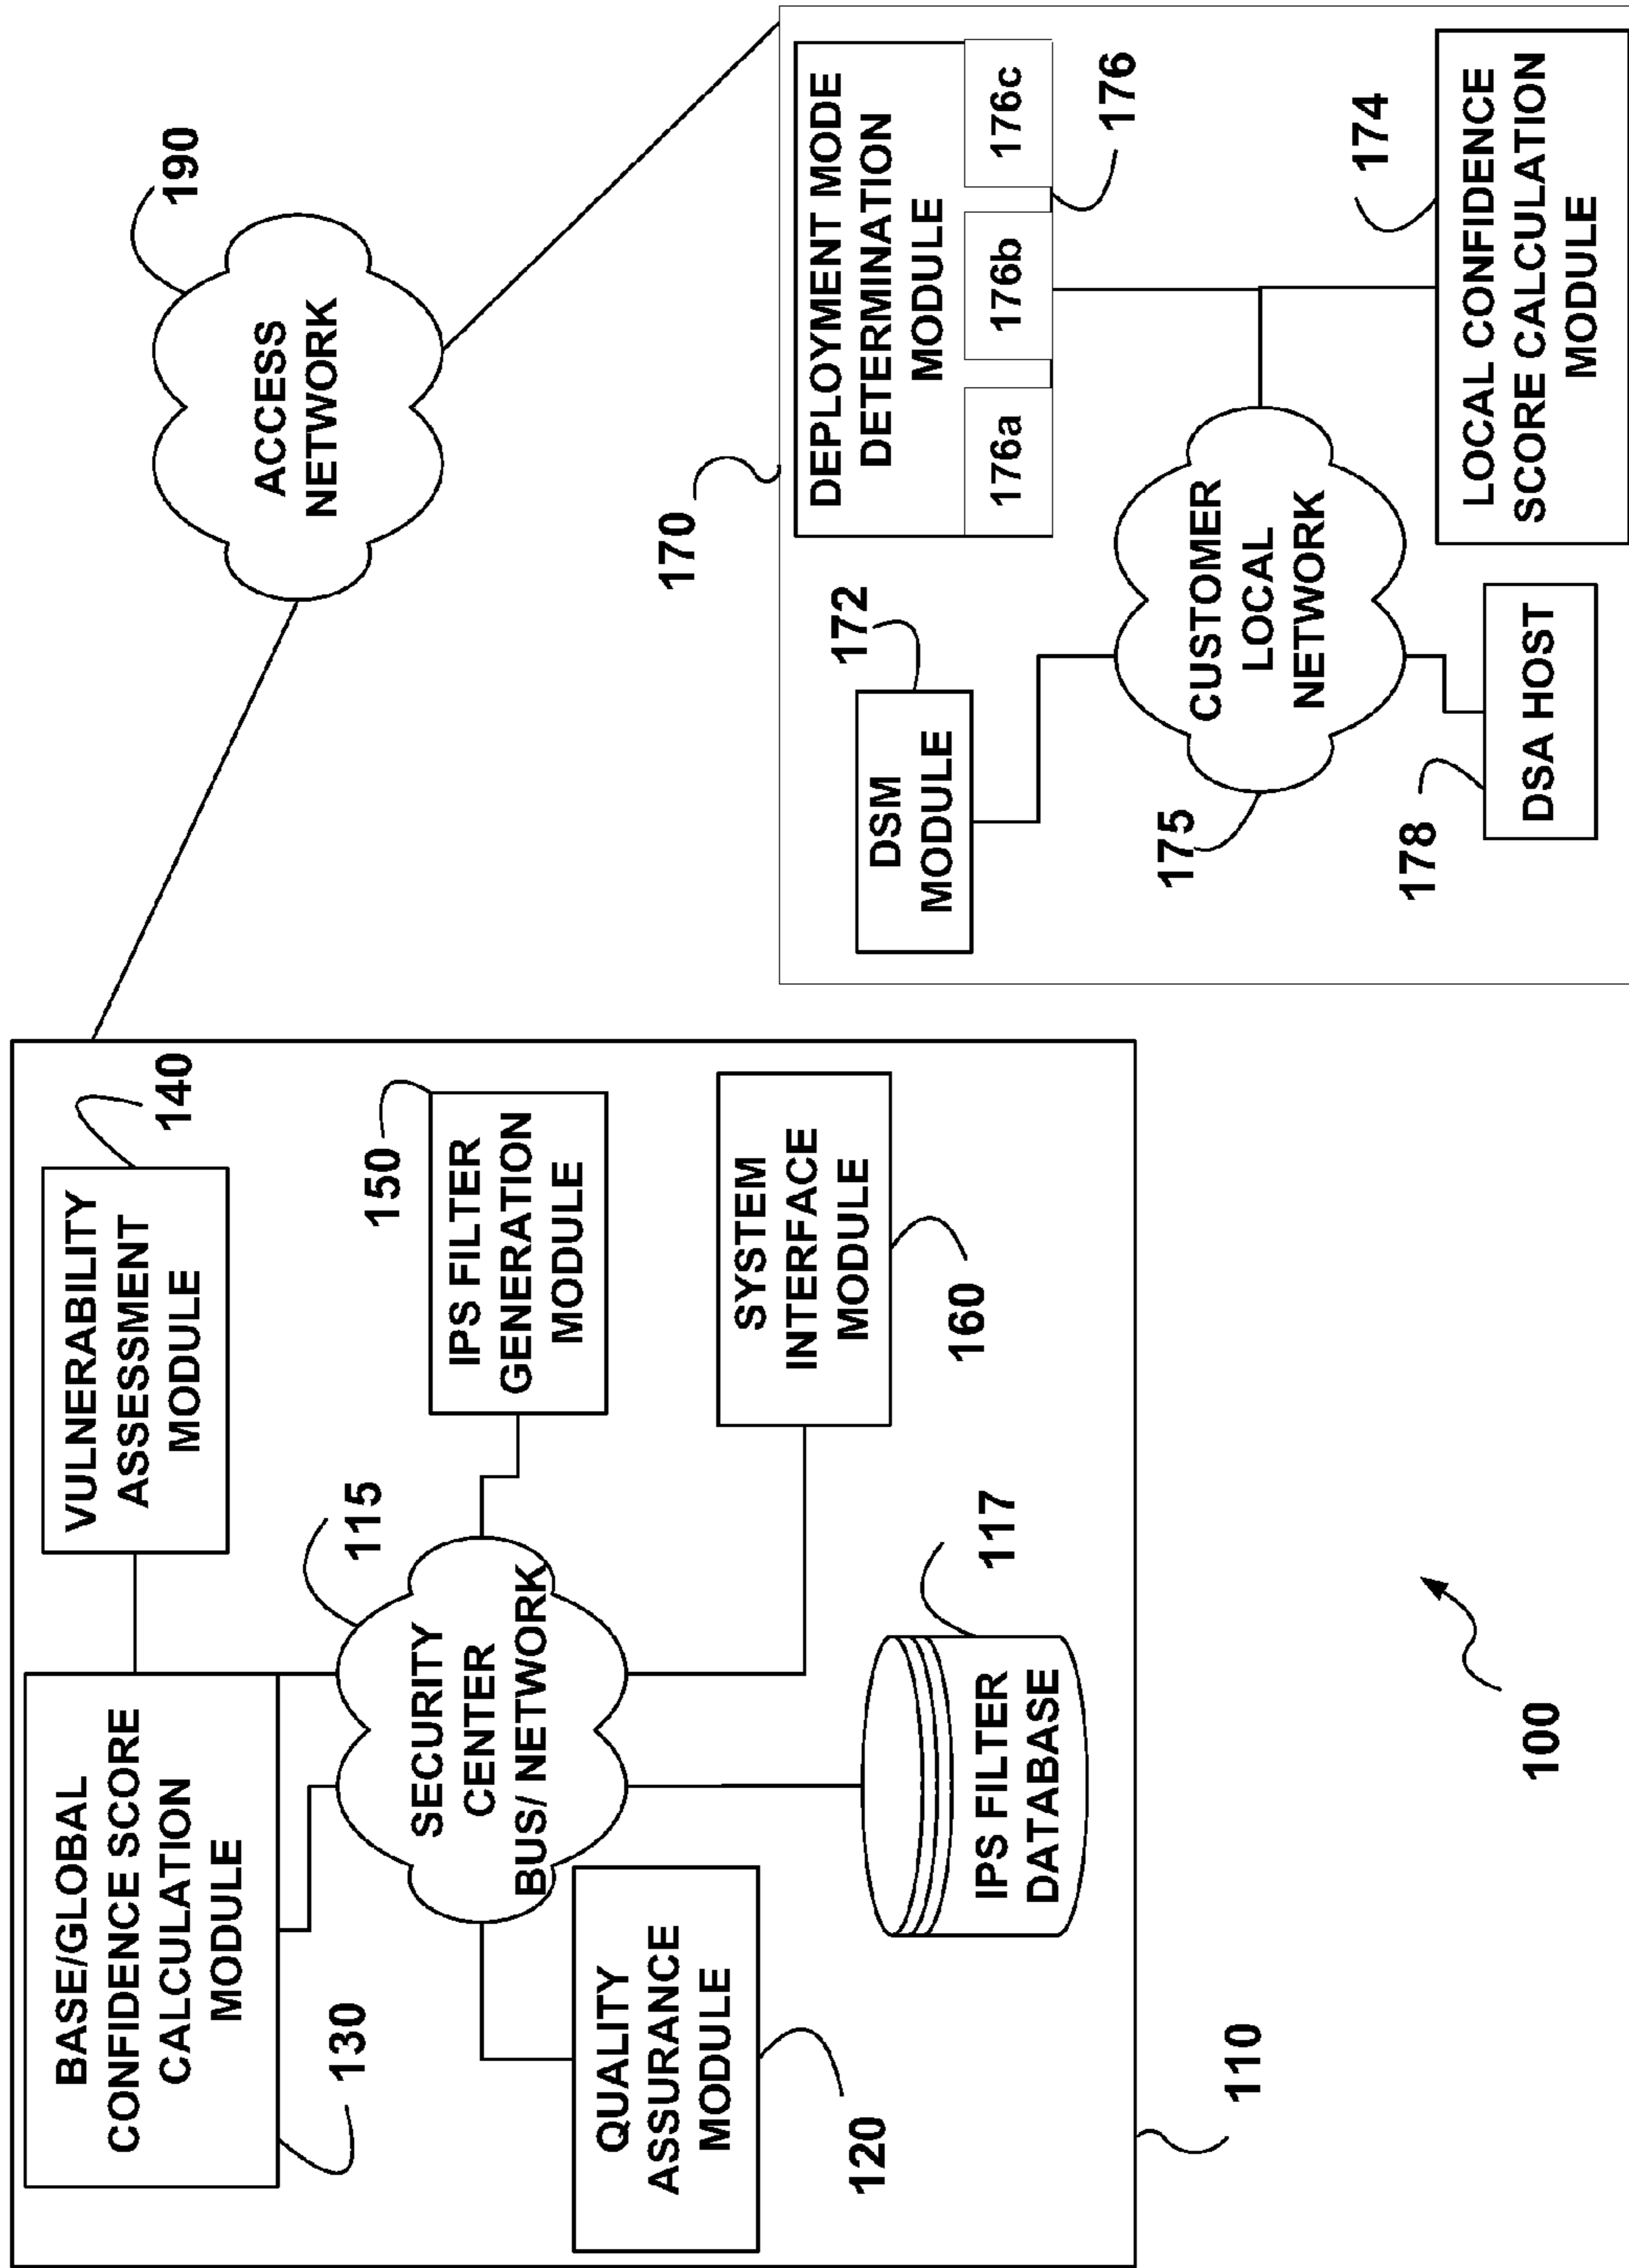 BASE/GLOBAL
CONFIDENCE SCORE
CALCULATION
MODULE
130
VULNERABILITY
ASSESSMENT
MODULE
140
SECURITY
CENTER
BUS/ NETWORK
115
IPS FILTER
GENERATION
MODULE
150
QUALITY
ASSURANCE
MODULE
120
SYSTEM
INTERFACE
MODULE
160
IPS FILTER
DATABASE
117
110
100
ACCESS
NETWORK
190
170
DEPLOYMENT MODE
DETERMINATION
MODULE
176a
176b
176c
176
DSM
MODULE
172
CUSTOMER
LOCAL
NETWORK
175
LOCAL CONFIDENCE
SCORE CALCULATION
MODULE
174
DSA HOST
178